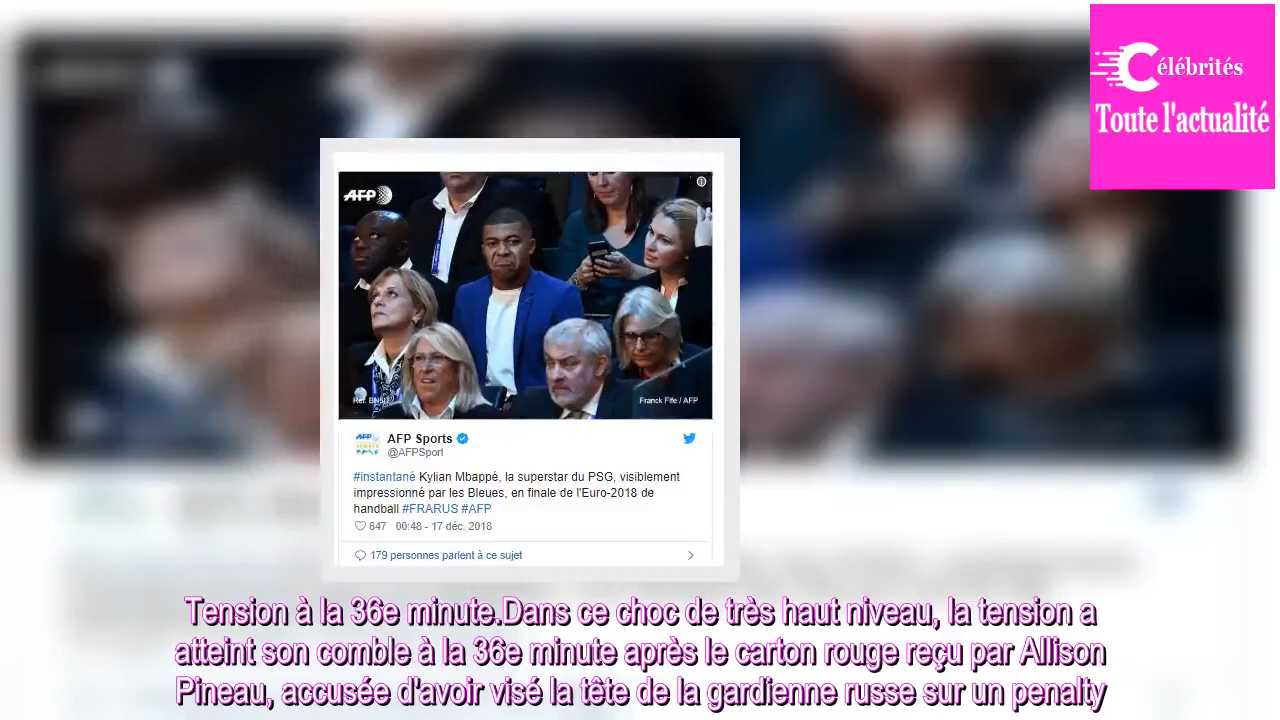 Célébrités
Toute l'actualité
AFP
Franck Fife / AFP
AFP Sports
@AFPSport
#instantané Kylian Mbappé, la superstar du PSG, visiblement
impressionné par les Bleues, en finale de l'Euro-2018 de
handball #FRARUS #AFP
647 00:48 - 17 déc. 2018
179 personnes parlent à ce sujet
Tension à la 36e minute.Dans ce choc de très haut niveau, la tension a
atteint son comble à la 36e minute après le carton rouge reçu par Allison
Pineau, accusée d'avoir visé la tête de la gardienne russe sur un penalty